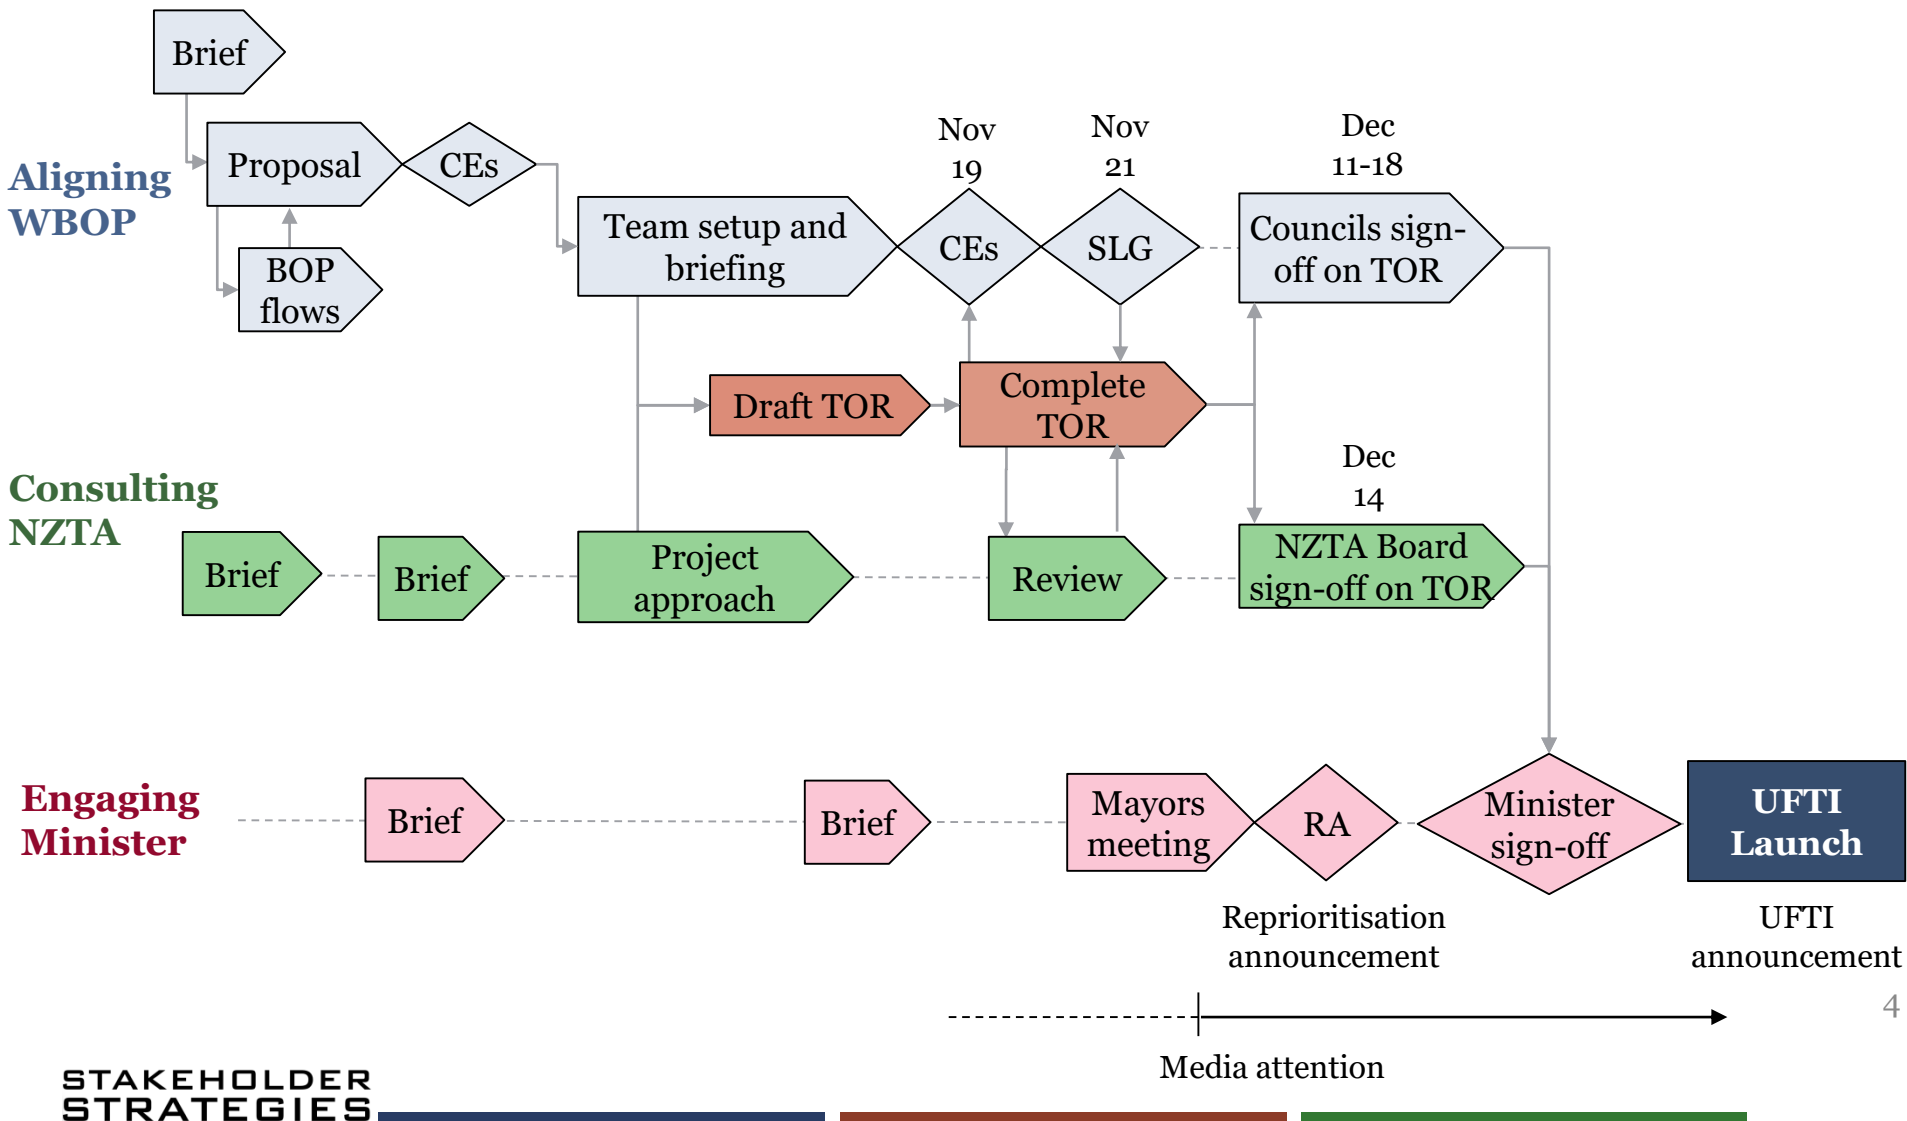 Brief
Aligning
WBOP
Proposal
CEs
BOP
flows
Team setup and
briefing
Nov
19
CEs
Nov
21
SLG
Dec
11-18
Councils sign-
off on TOR
Draft TOR
Complete
TOR
Consulting
NZTA
Brief
Brief
Project
approach
Review
Dec
14
NZTA Board
sign-off on TOR
Engaging
Minister
Brief
Brief
Mayors
meeting
RA
Minister
sign-off
UFTI
Launch
Reprioritisation
announcement
UFTI
announcement
Media attention
4
STAKEHOLDER
STRATEGIES